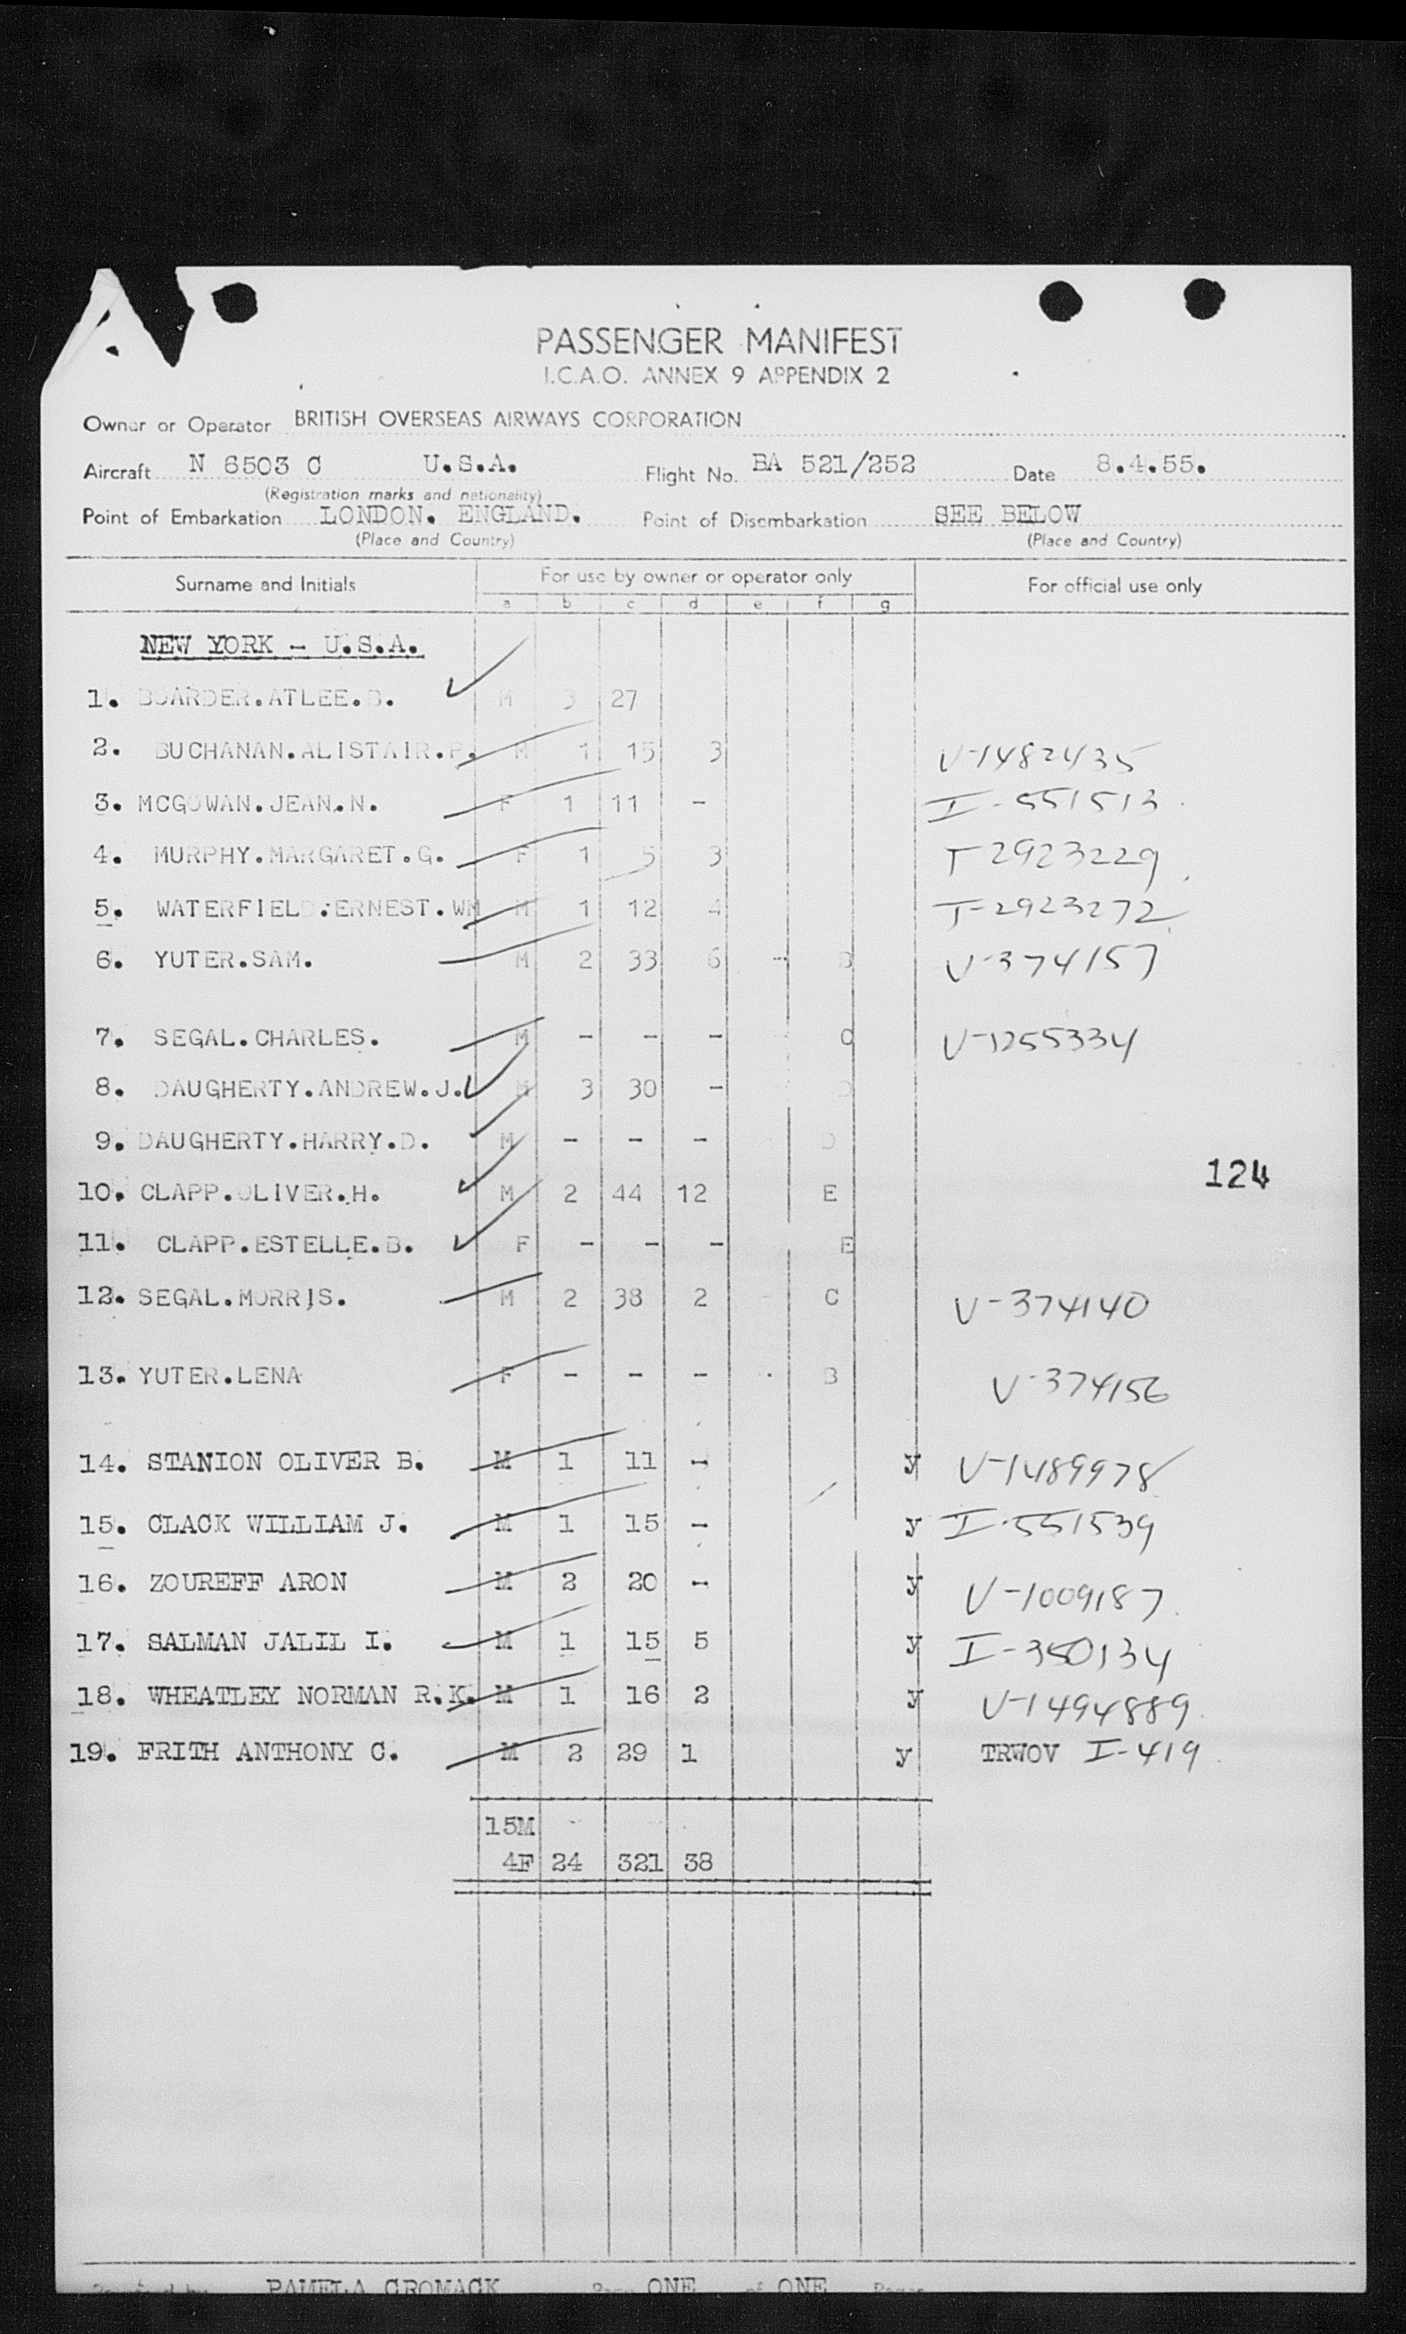 PASSENGER MANIFEST
I.C.A.O. ANNEX 9 APPENDIX 2
Owner or Operator BRITISH OVERSEAS AIRWAYS CORPORATION
Aircraft N 6503 C U.S.A. Flight No. BA 521/252 Date 8.4.55.
(Registration marks and nationality)
Point of Embarkation LONDON. ENGLAND. Point of Disembarkation SEE BELOW
(Place and Country) (Place and Country)
Surname and Initials For use by owner or operator only For official use only
a b c d e f g
NEW YORK - U.S.A.
1. BOARDER.ATLEE.B. M 3 27
2. BUCHANAN.ALISTAIR.P. M 1 15 3 V-1482435
3. MCGOWAN.JEAN.N. F 1 11 - I-551513
4. MURPHY.MARGARET.G. F 1 5 3 T-2923229
5. WATERFIELD.ERNEST.WM M 1 12 4 T-2923272
6. YUTER.SAM. M 2 33 6 - B V-374157
7. SEGAL.CHARLES. M - - - C V-1255334
8. DAUGHERTY.ANDREW.J. M 3 30 - D
9. DAUGHERTY.HARRY.D. M - - - D
124
10. CLAPP.OLIVER.H. M 2 44 12 E
11. CLAPP.ESTELLE.B. F - - - E
12. SEGAL.MORRIS. M 2 38 2 C V-374140
13. YUTER.LENA F - - - B V-374156
14. STANION OLIVER B. M 1 11 - y V-1489978
15. CLACK WILLIAM J. M 1 15 - y I-551539
16. ZOUREFF ARON M 2 20 - y V-1009187
17. SALMAN JALIL I. M 1 15 5 y I-350134
18. WHEATLEY NORMAN R.K. M 1 16 2 y V-1494889
19. FRITH ANTHONY C. M 2 29 1 y TRWOV I-419
15M
4F 24 321 38
PAMELA CROMACK Page ONE of ONE Pages